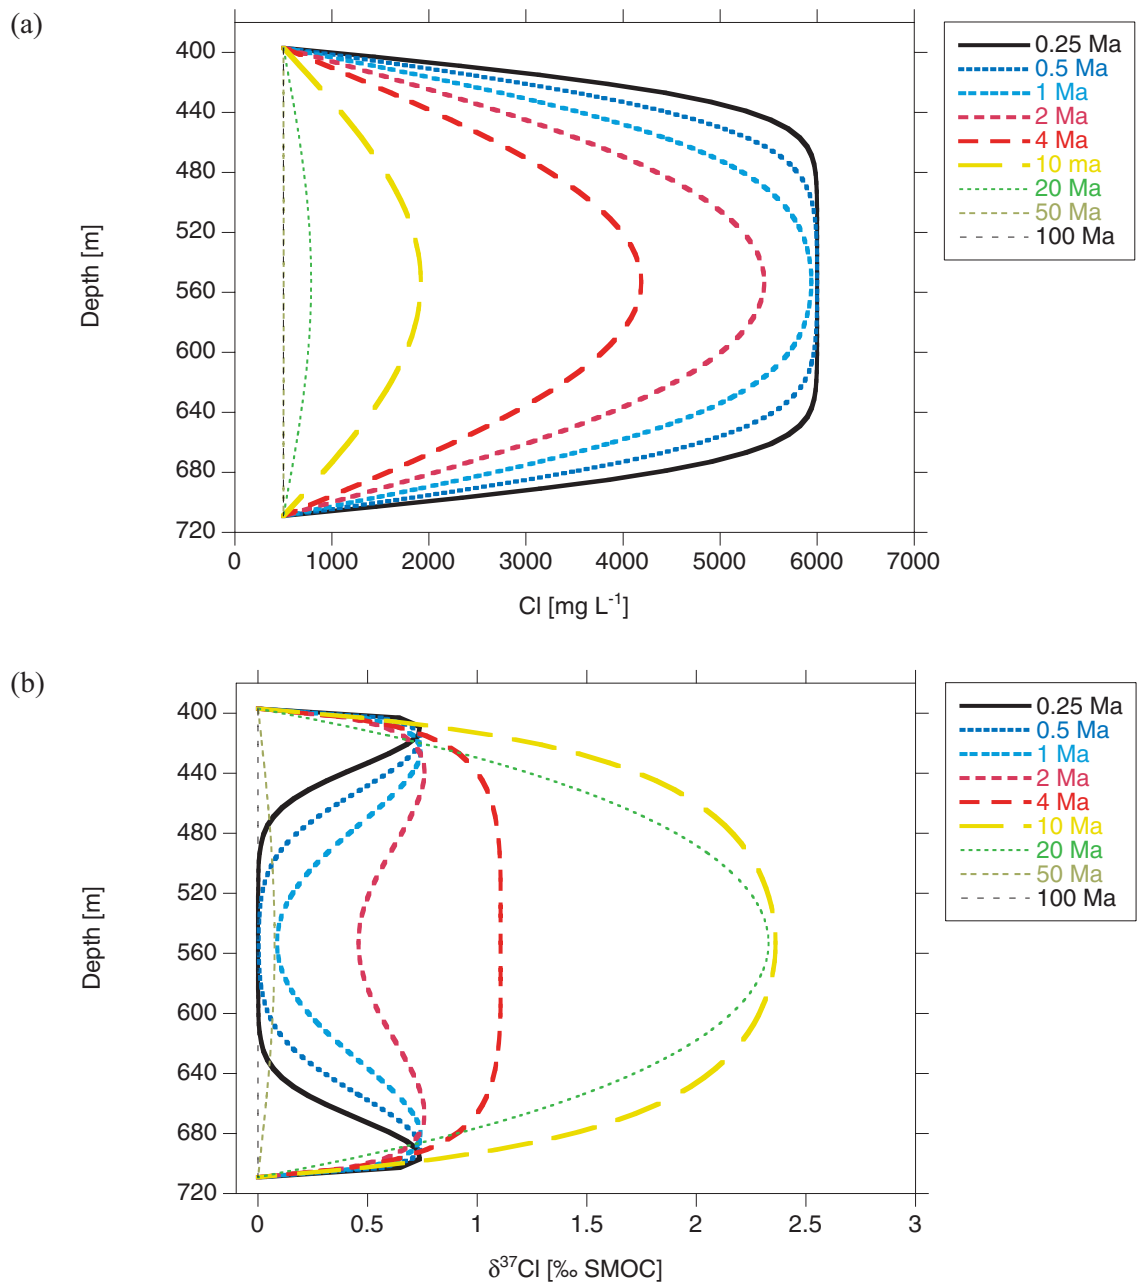 (a)
400
440
480
520
560
600
640
680
720
Depth [m]
0 1000 2000 3000 4000 5000 6000 7000
Cl [mg L⁻¹]
0.25 Ma
0.5 Ma
1 Ma
2 Ma
4 Ma
10 ma
20 Ma
50 Ma
100 Ma
(b)
400
440
480
520
560
600
640
680
720
Depth [m]
0 0.5 1 1.5 2 2.5 3
δ³⁷Cl [‰ SMOC]
0.25 Ma
0.5 Ma
1 Ma
2 Ma
4 Ma
10 Ma
20 Ma
50 Ma
100 Ma